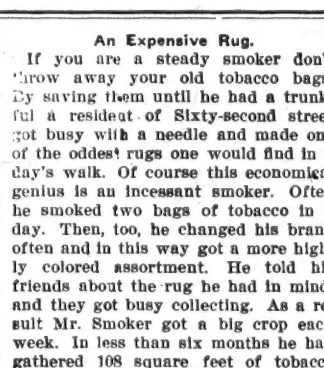 An Expensive Rug.
If you are a steady smoker don'
throw away your old tobacco bags
By saving them until he had a trunk
ful a resident of Sixty-second stree
got busy with a needle and made on
of the oddest rugs one would find in
day's walk. Of course this economica
genius is an incessant smoker. Ofte
he smoked two bags of tobacco in
day. Then, too, he changed his bran
often and in this way got a more high
ly colored assortment. He told hi
friends about the rug he had in mind
and they got busy collecting. As a re
sult Mr. Smoker got a big crop eac
week. In less than six months he ha
gathered 108 square feet of tobacc